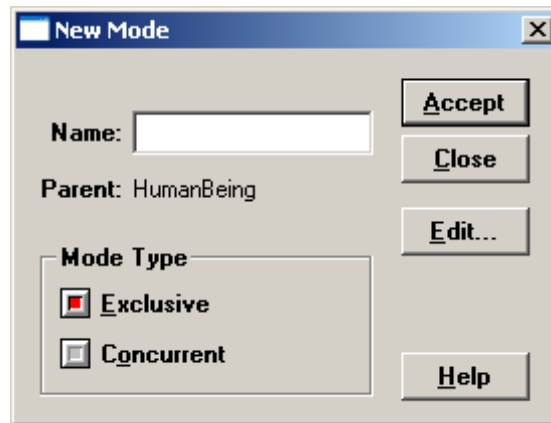 New Mode
Name:
Accept
Close
Parent: HumanBeing
Edit...
Mode Type
Exclusive
Concurrent
Help